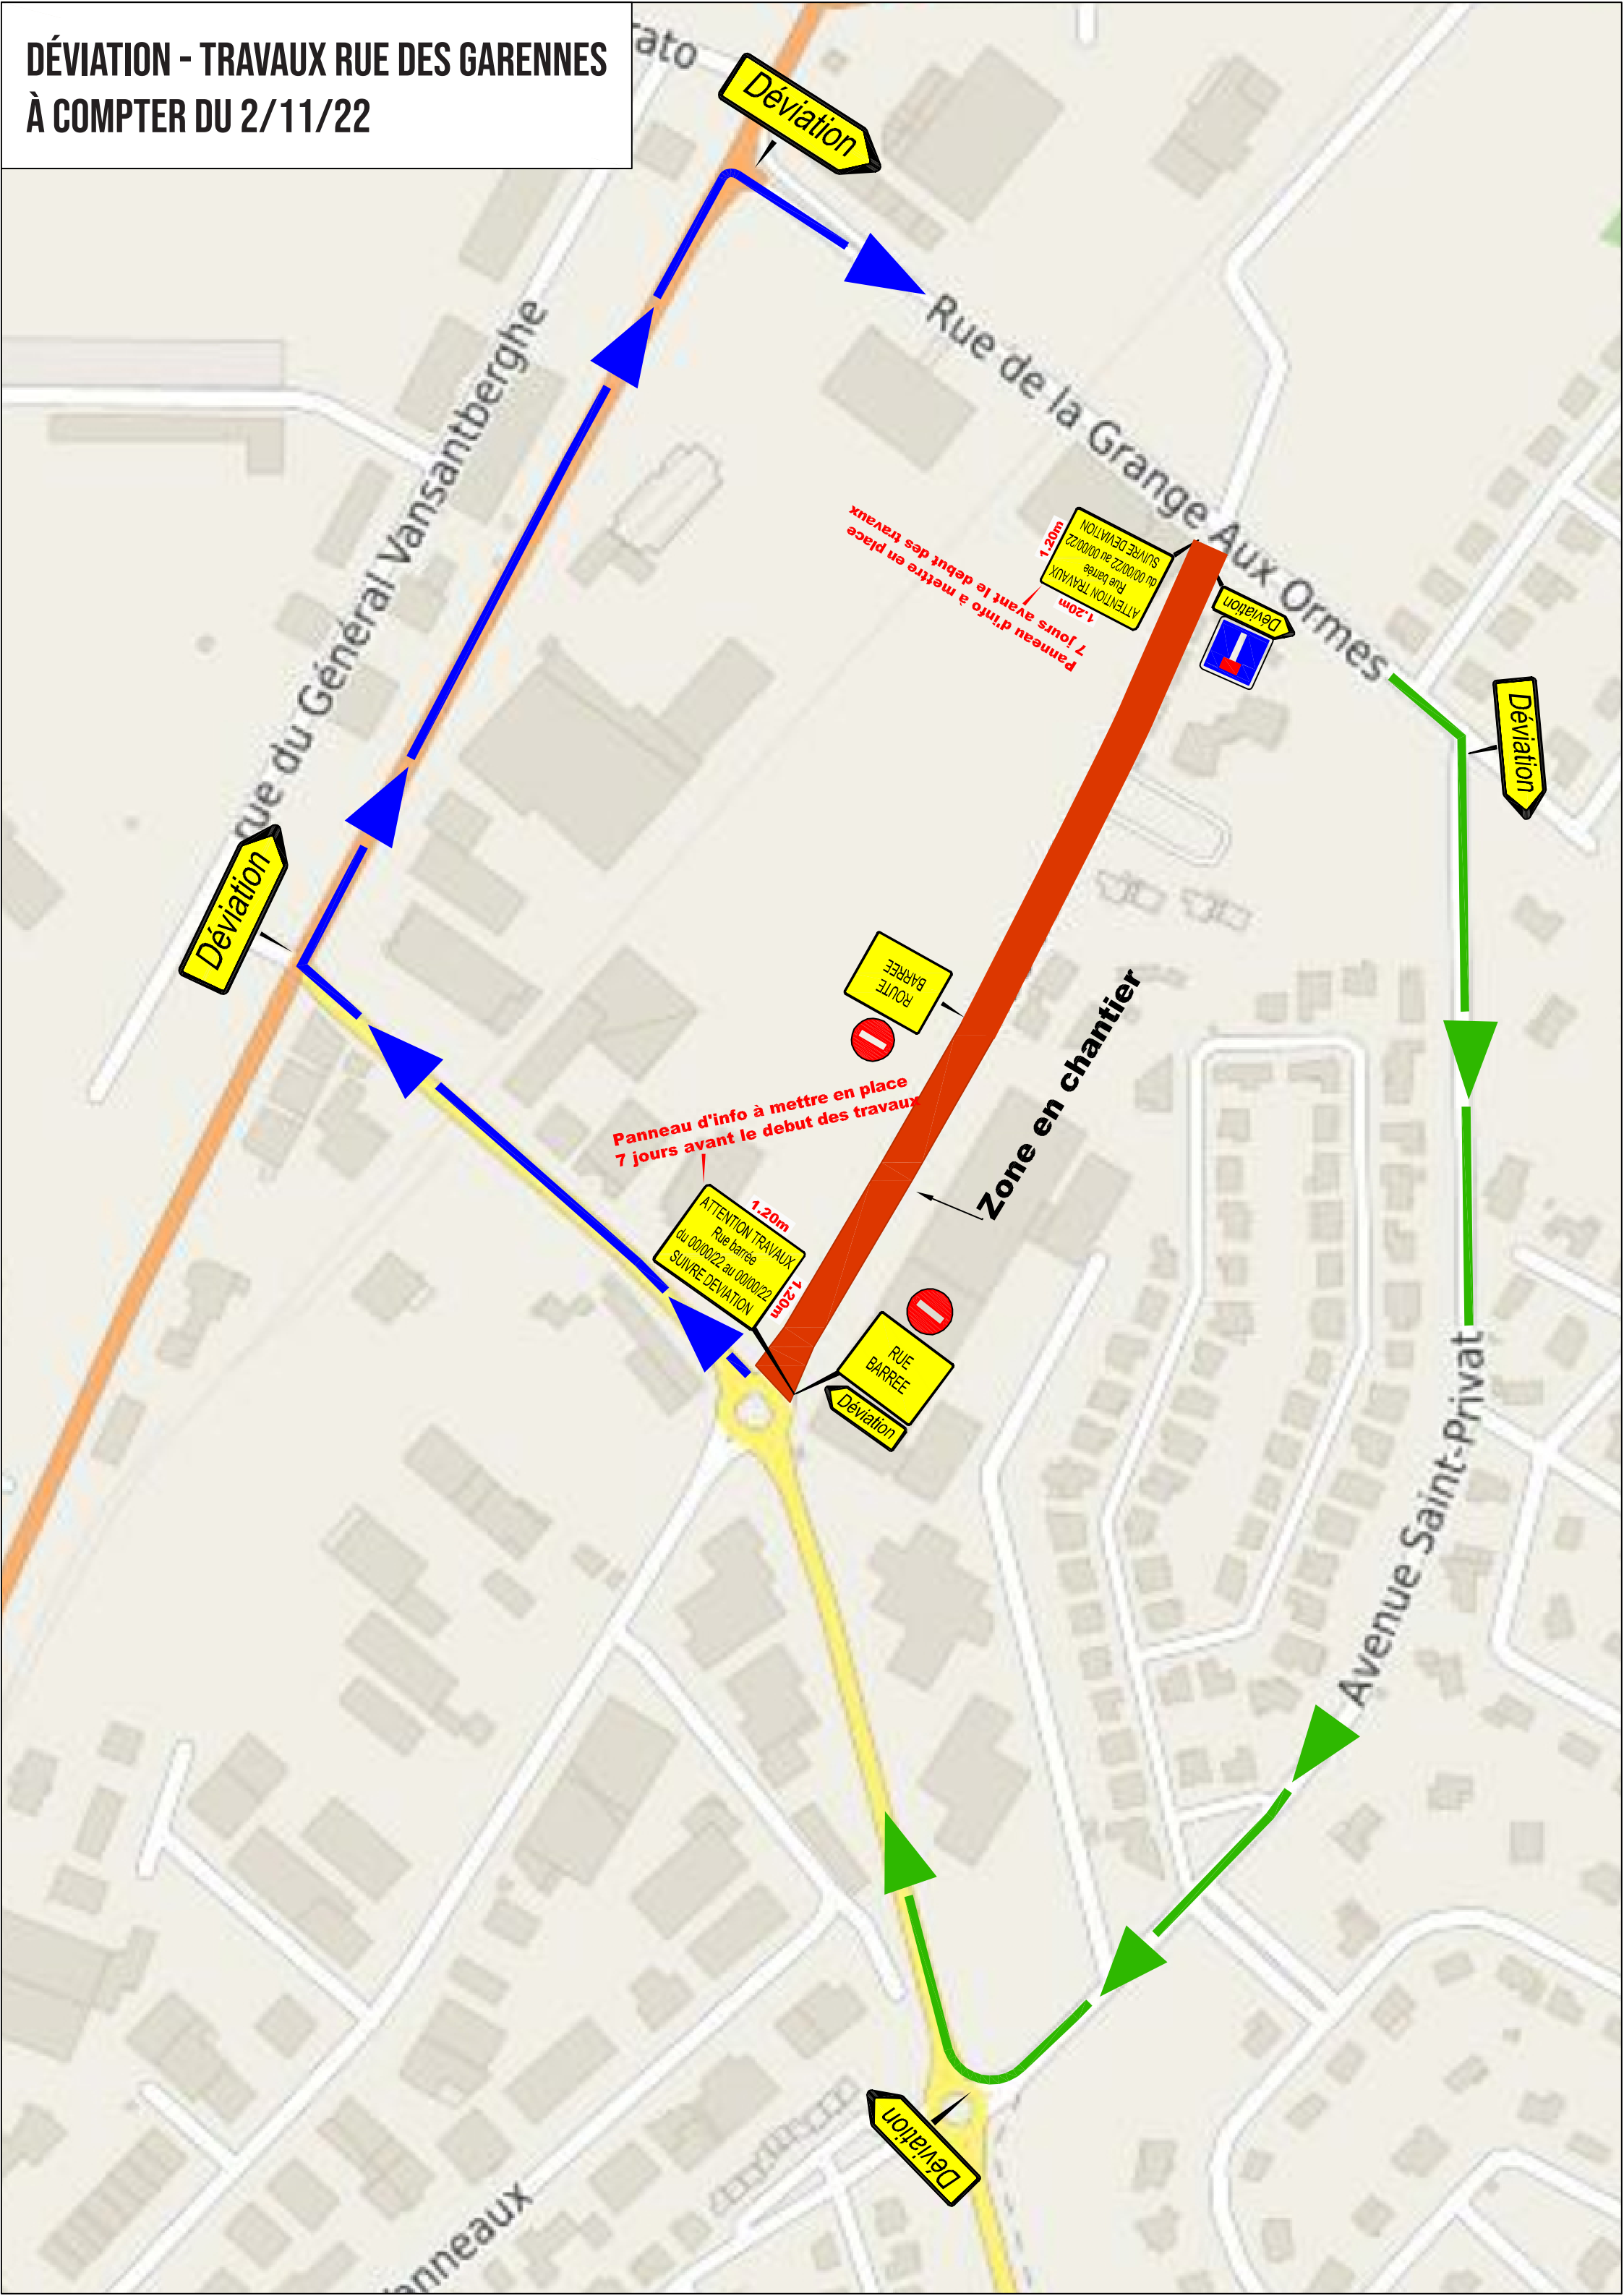 DÉVIATION - TRAVAUX RUE DES GARENNES
À COMPTER DU 2/11/22
Déviation
Rue de la Grange Aux Ormes
rue du Général Vansantberghe
Panneau d'info à mettre en place
7 jours avant le debut des travaux
1.20m
ATTENTION TRAVAUX
Rue barrée
du 00/00/22 au 00/00/22
SUIVRE DEVIATION
1.20m
Déviation
Déviation
Déviation
ROUTE
BARREE
Zone en chantier
Panneau d'info à mettre en place
7 jours avant le debut des travaux
1.20m
ATTENTION TRAVAUX
Rue barrée
du 00/00/22 au 00/00/22
SUIVRE DEVIATION
1.20m
RUE
BARREE
Déviation
Avenue Saint-Privat
Déviation